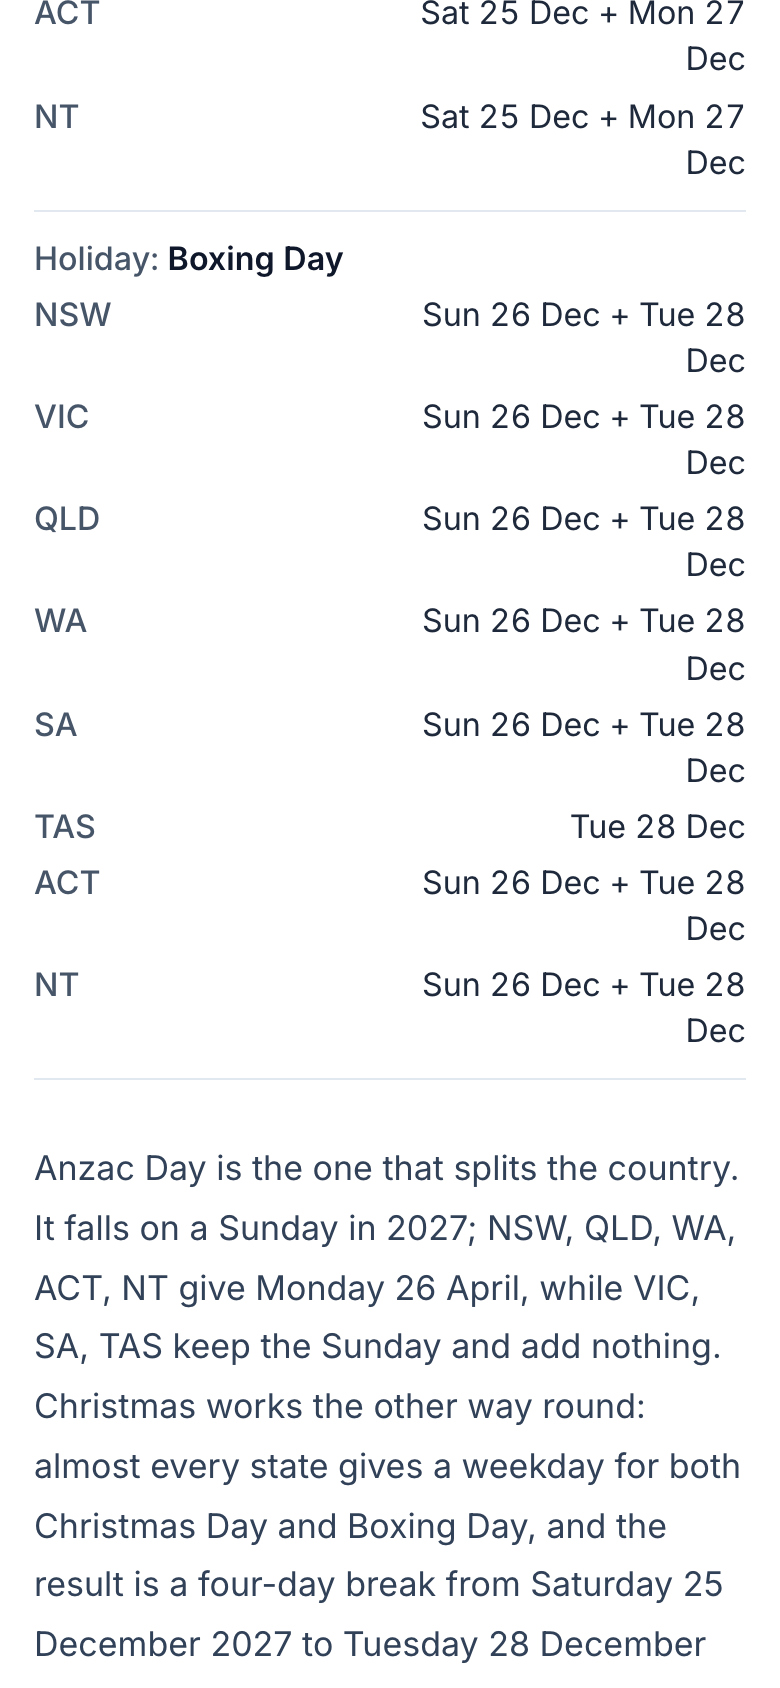 ACT Sat 25 Dec + Mon 27
Dec
NT Sat 25 Dec + Mon 27
Dec
Holiday: Boxing Day
NSW Sun 26 Dec + Tue 28
Dec
VIC Sun 26 Dec + Tue 28
Dec
QLD Sun 26 Dec + Tue 28
Dec
WA Sun 26 Dec + Tue 28
Dec
SA Sun 26 Dec + Tue 28
Dec
TAS Tue 28 Dec
ACT Sun 26 Dec + Tue 28
Dec
NT Sun 26 Dec + Tue 28
Dec
Anzac Day is the one that splits the country.
It falls on a Sunday in 2027; NSW, QLD, WA,
ACT, NT give Monday 26 April, while VIC,
SA, TAS keep the Sunday and add nothing.
Christmas works the other way round:
almost every state gives a weekday for both
Christmas Day and Boxing Day, and the
result is a four-day break from Saturday 25
December 2027 to Tuesday 28 December